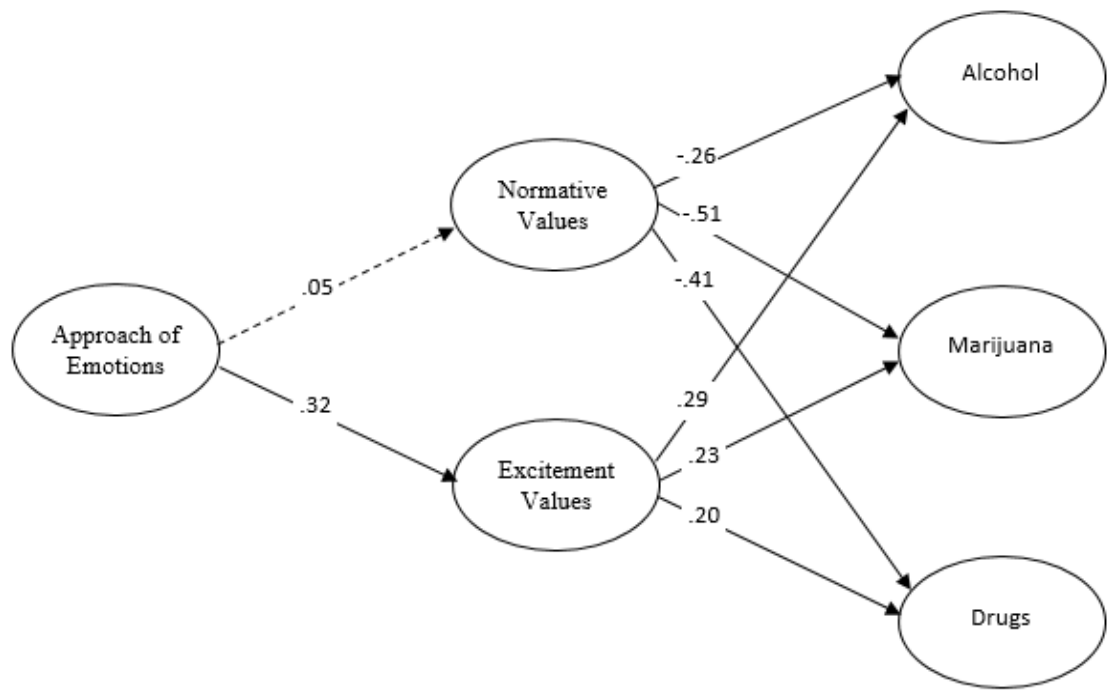 Alcohol
-.26
Normative
Values
-.51
-.41
.05
Approach of
Emotions
Marijuana
.32
.29
.23
Excitement
Values
.20
Drugs